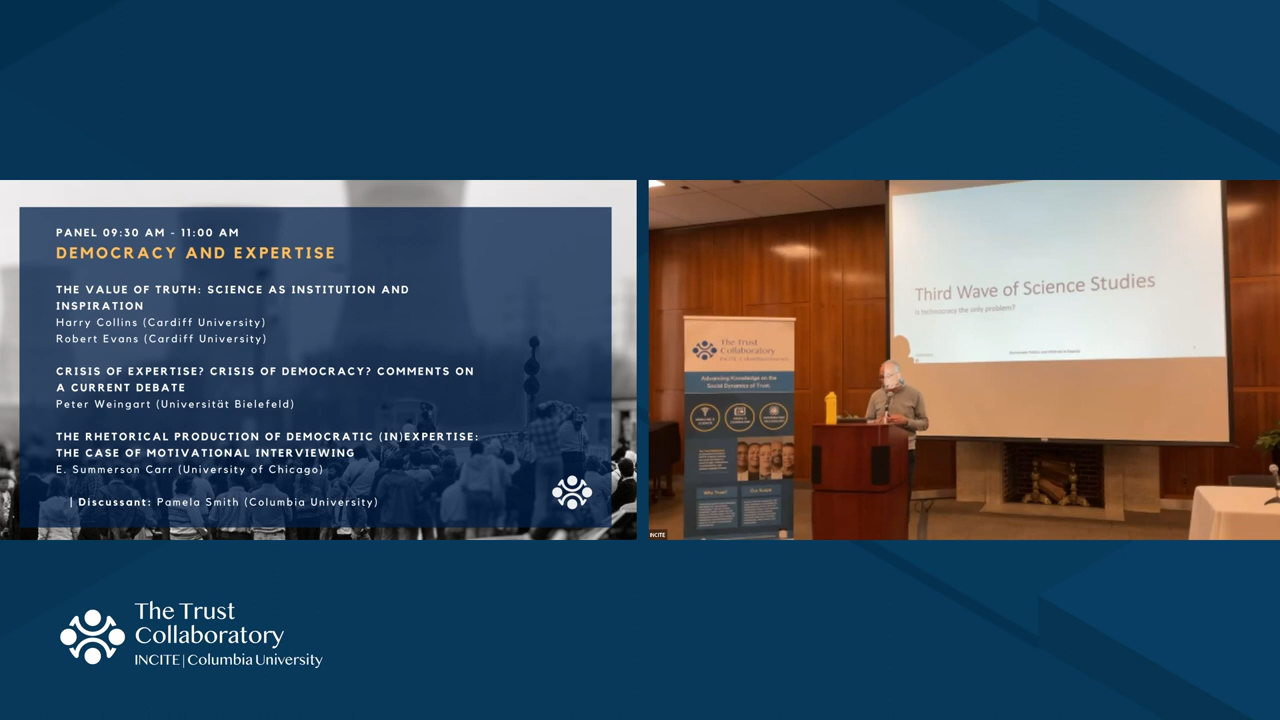 PANEL 09:30 AM - 11:00 AM
DEMOCRACY AND EXPERTISE
THE VALUE OF TRUTH: SCIENCE AS INSTITUTION AND
INSPIRATION
Harry Collins (Cardiff University)
Robert Evans (Cardiff University)
CRISIS OF EXPERTISE? CRISIS OF DEMOCRACY? COMMENTS ON
A CURRENT DEBATE
Peter Weingart (Universität Bielefeld)
THE RHETORICAL PRODUCTION OF DEMOCRATIC (IN)EXPERTISE:
THE CASE OF MOTIVATIONAL INTERVIEWING
E. Summerson Carr (University of Chicago)
| Discussant: Pamela Smith (Columbia University)
Third Wave of Science Studies
Is technocracy the only problem?
The Trust
Collaboratory
INCITE | Columbia University
Advancing Knowledge on the
Social Dynamics of Trust
Who Trust?
Our Scope
INCITE
The Trust
Collaboratory
INCITE | Columbia University